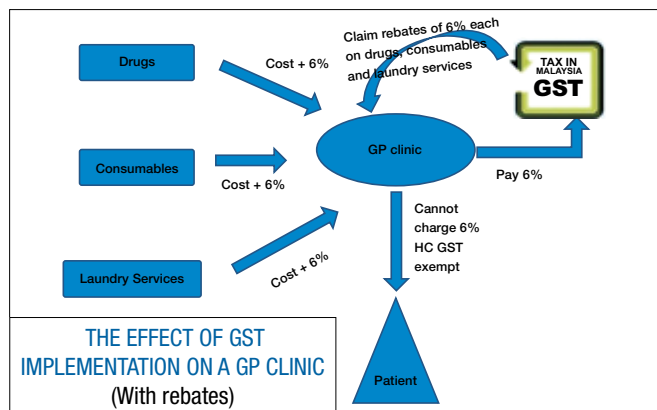 Claim rebates of 6% each
on drugs, consumables
and laundry services
TAX IN
MALAYSIA
GST
Drugs
Cost + 6%
GP clinic
Consumables
Cost + 6%
Pay 6%
Cannot
charge 6%
HC GST
exempt
Laundry Services
Cost + 6%
Patient
THE EFFECT OF GST
IMPLEMENTATION ON A GP CLINIC
(With rebates)